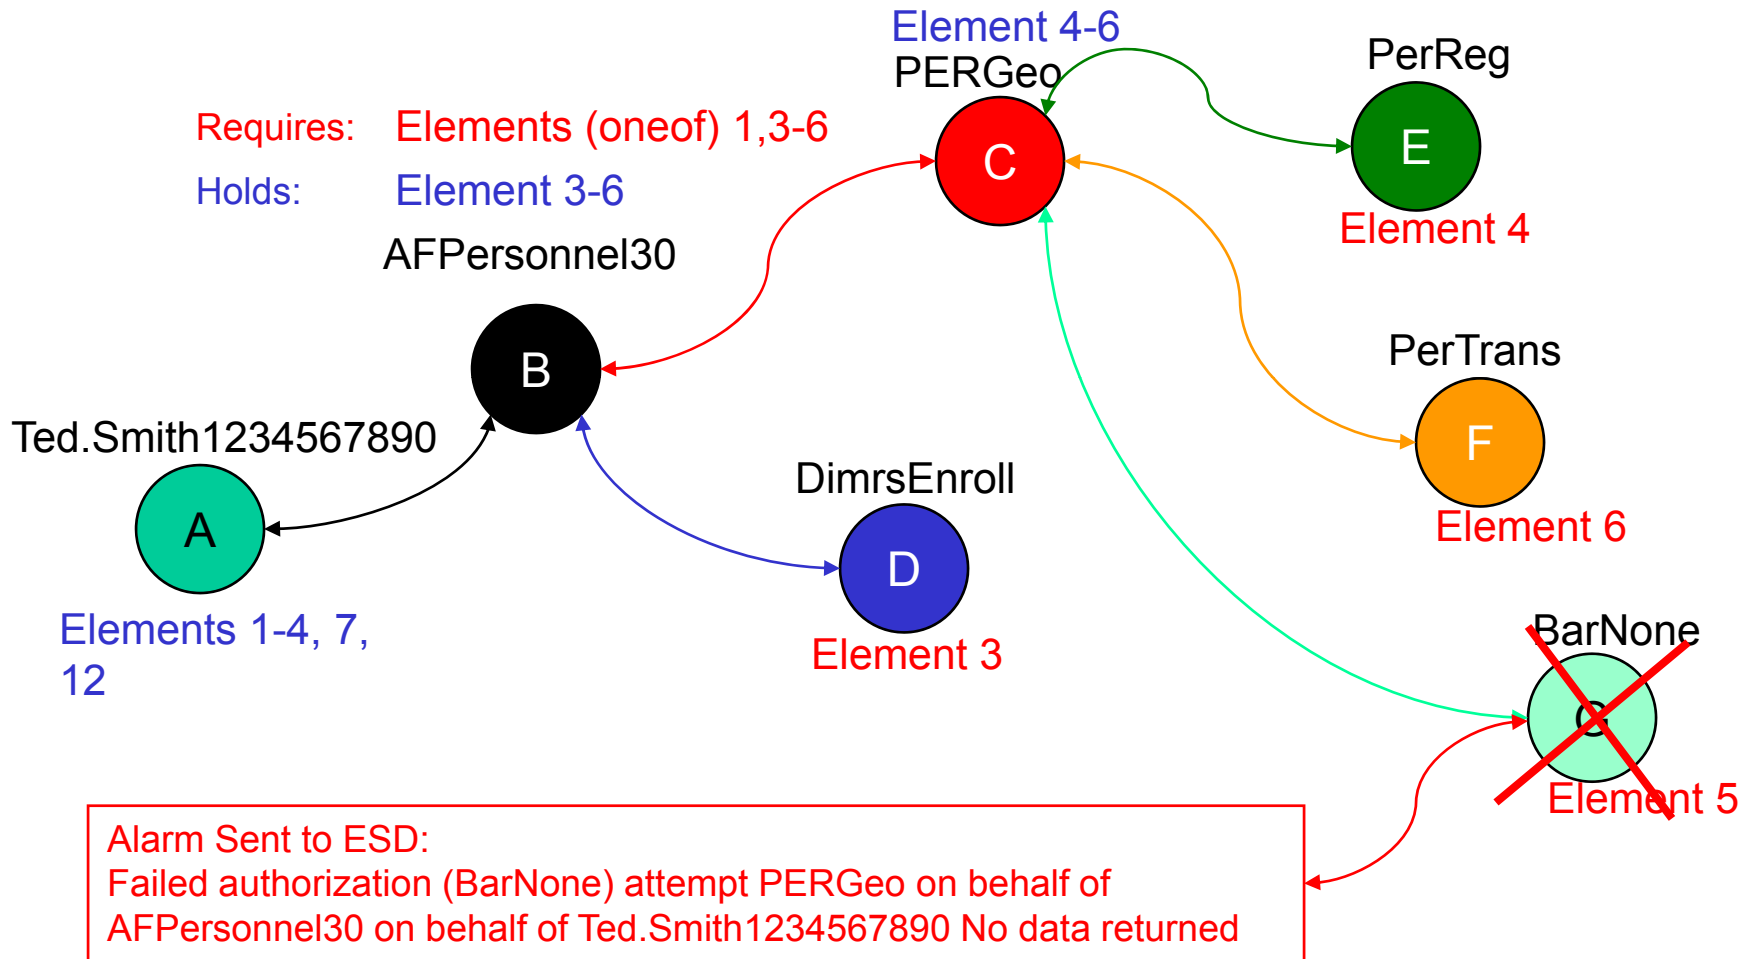 Element 4-6
PERGeo
PerReg
Requires: Elements (oneof) 1,3-6
Holds: Element 3-6
C
E
Element 4
AFPersonnel30
B
PerTrans
F
Element 6
Ted.Smith1234567890
A
Elements 1-4, 7,
12
DimrsEnroll
D
Element 3
BarNone
G
Element 5
Alarm Sent to ESD:
Failed authorization (BarNone) attempt PERGeo on behalf of
AFPersonnel30 on behalf of Ted.Smith1234567890 No data returned